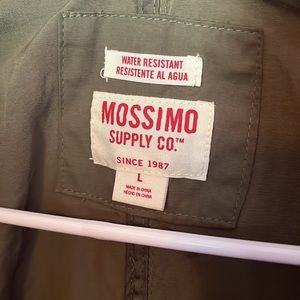 WATER RESISTANT
RESISTENTE AL AGUA
MOSSIMO
SUPPLY CO.™
SINCE 1987
L
MADE IN CHINA
HECHO EN CHINA